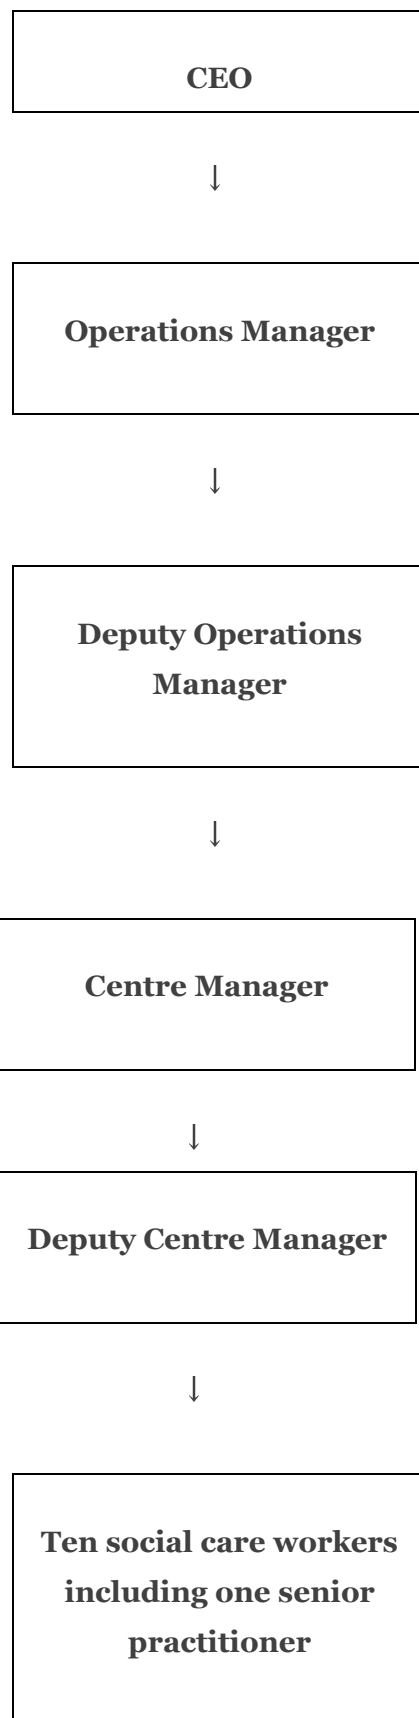 CEO
↓
Operations Manager
↓
Deputy Operations
Manager
↓
Centre Manager
↓
Deputy Centre Manager
↓
Ten social care workers
including one senior
practitioner